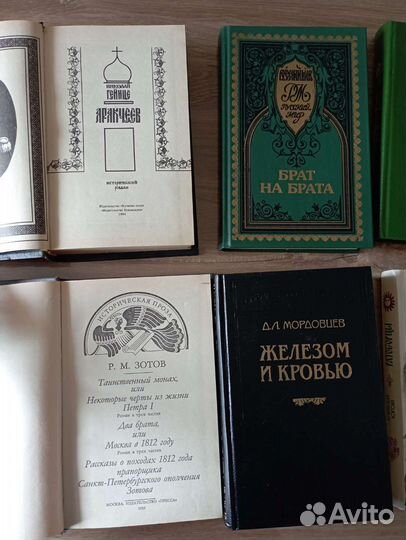 НИКОЛАЙ
ГЕЙНЦЕ
АРАКЧЕЕВ
ИСТОРИЧЕСКИЙ
РОМАН
1994
РМ
РУССКИЙ МИР
БРАТ
НА БРАТА
ИСТОРИЧЕСКАЯ ПРОЗА
Р. М. ЗОТОВ
Таинственный монах,
или
Некоторые черты из жизни
Петра I
Роман в трех частях
Два брата,
или
Москва в 1812 году
Роман в трех частях
Рассказы о походах 1812 года
прапорщика
Санкт-Петербургского ополчения
Зотова
МОСКВА, ИЗДАТЕЛЬСТВО «ПРЕССА»
Д.Л. МОРДОВЦЕВ
ЖЕЛЕЗОМ
И КРОВЬЮ
Avito